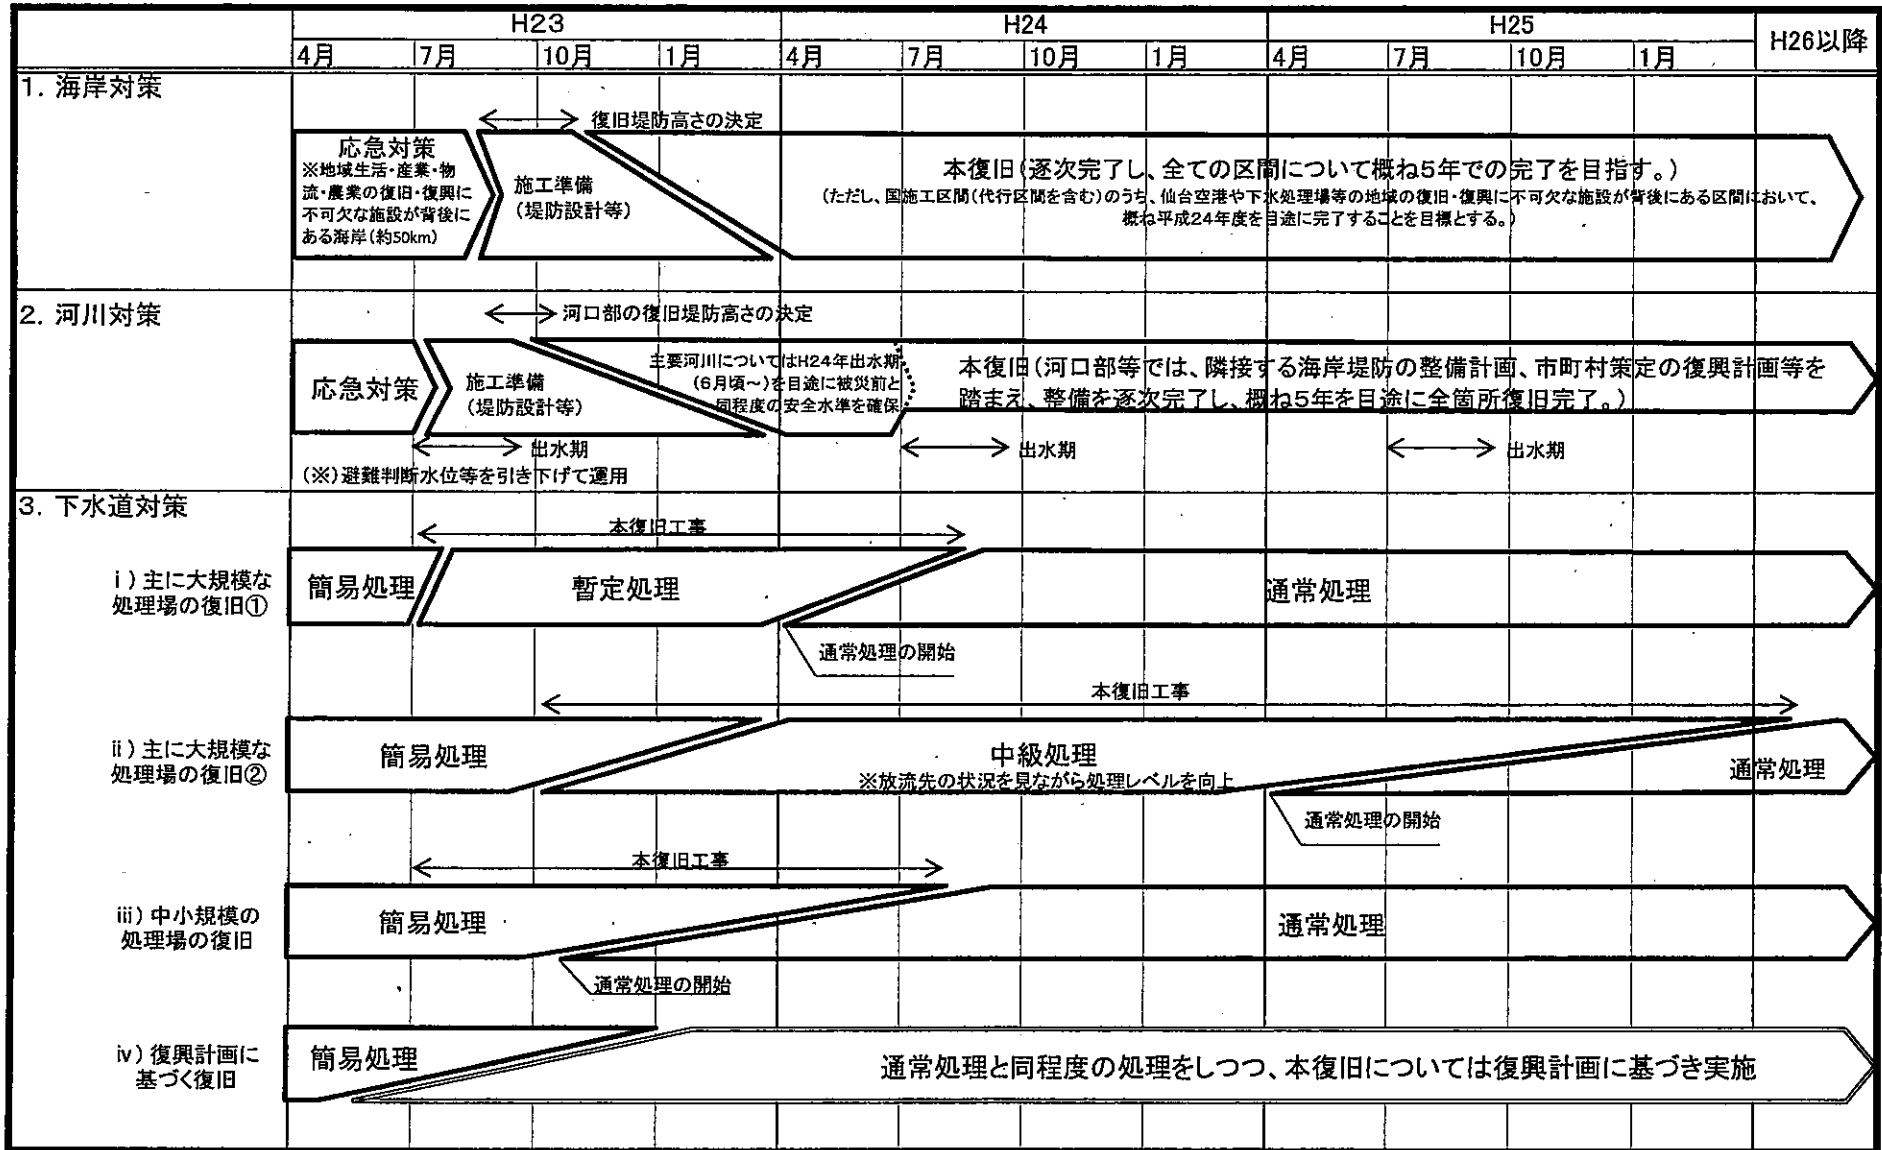 H23
H24
H25
H26以降
4月
7月
10月
1月
4月
7月
10月
1月
4月
7月
10月
1月
1. 海岸対策
復旧堤防高さの決定
応急対策
※地域生活・産業・物
流・農業の復旧・復興に
不可欠な施設が背後に
ある海岸(約50km)
施工準備
(堤防設計等)
本復旧(逐次完了し、全ての区間について概ね5年での完了を目指す。)
(ただし、国施工区間(代行区間を含む)のうち、仙台空港や下水処理場等の地域の復旧・復興に不可欠な施設が背後にある区間において、
概ね平成24年度を目途に完了することを目標とする。)
2. 河川対策
河口部の復旧堤防高さの決定
応急対策
施工準備
(堤防設計等)
主要河川についてはH24年出水期
(6月頃~)を目途に被災前と
同程度の安全水準を確保
本復旧(河口部等では、隣接する海岸堤防の整備計画、市町村策定の復興計画等を
踏まえ、整備を逐次完了し、概ね5年を目途に全箇所復旧完了。)
出水期
出水期
出水期
(※)避難判断水位等を引き下げて運用
3. 下水道対策
本復旧工事
ⅰ)主に大規模な
処理場の復旧①
簡易処理
暫定処理
通常処理
通常処理の開始
本復旧工事
ⅱ)主に大規模な
処理場の復旧②
簡易処理
中級処理
※放流先の状況を見ながら処理レベルを向上
通常処理
通常処理の開始
本復旧工事
ⅲ)中小規模の
処理場の復旧
簡易処理
通常処理
通常処理の開始
ⅳ)復興計画に
基づく復旧
簡易処理
通常処理と同程度の処理をしつつ、本復旧については復興計画に基づき実施